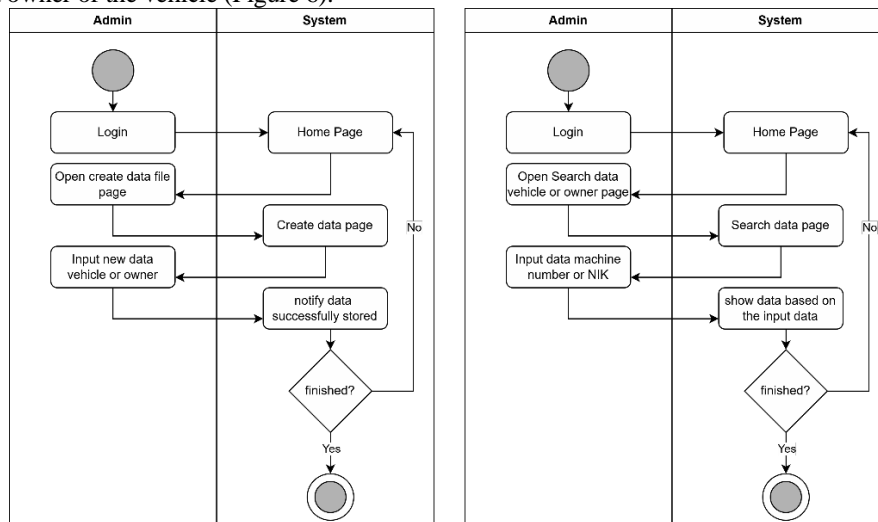 owner of the vehicle (Figure 8).
Admin
System
Login
Home Page
Open create data file
page
Create data page
No
Input new data
vehicle or owner
notify data
successfully stored
finished?
Yes
Admin
System
Login
Home Page
Open Search data
vehicle or owner page
Search data page
No
Input data machine
number or NIK
show data based on
the input data
finished?
Yes